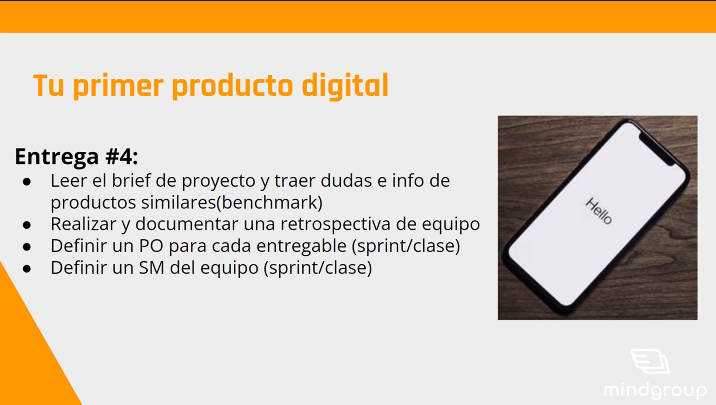 Tu primer producto digital
Entrega #4:
● Leer el brief de proyecto y traer dudas e info de
productos similares(benchmark)
● Realizar y documentar una retrospectiva de equipo
● Definir un PO para cada entregable (sprint/clase)
● Definir un SM del equipo (sprint/clase)
Hello
mindgroup